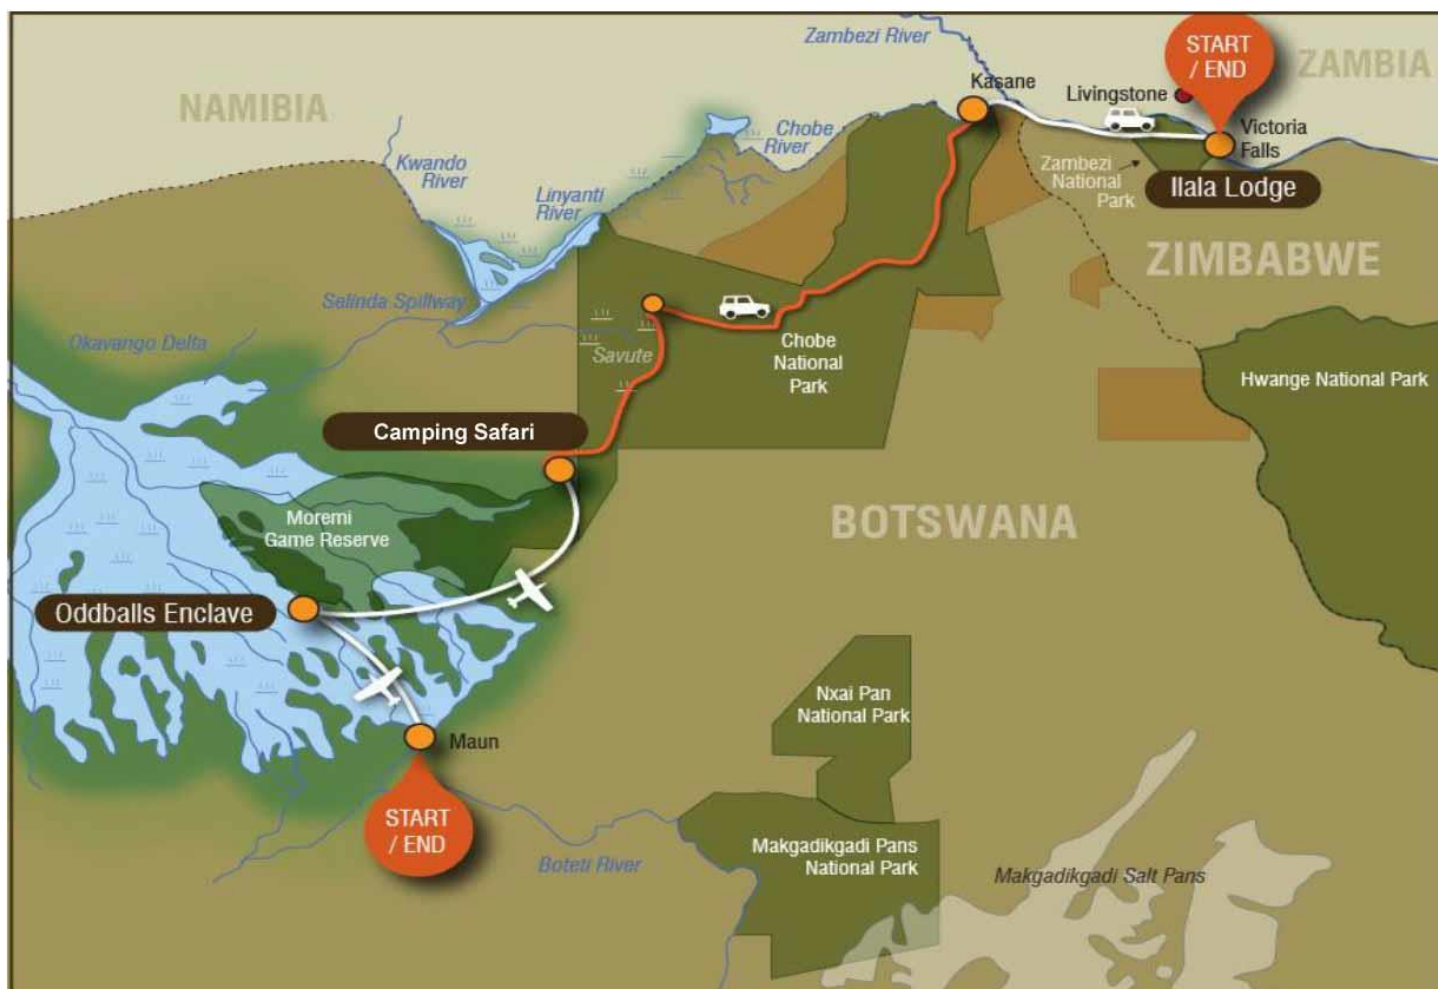 Zambezi River
START
/ END
ZAMBIA
NAMIBIA
Kasane
Livingstone
Chobe
River
Victoria
Falls
Kwando
River
Zambezi
National
Park
Linyanti
River
Ilala Lodge
ZIMBABWE
Selinda Spillway
Okavango Delta
Savute
Chobe
National
Park
Hwange National Park
Camping Safari
Moremi
Game Reserve
BOTSWANA
Oddballs Enclave
Nxai Pan
National Park
Maun
START
/ END
Boteti River
Makgadikgadi Pans
National Park
Makgadikgadi Salt Pans